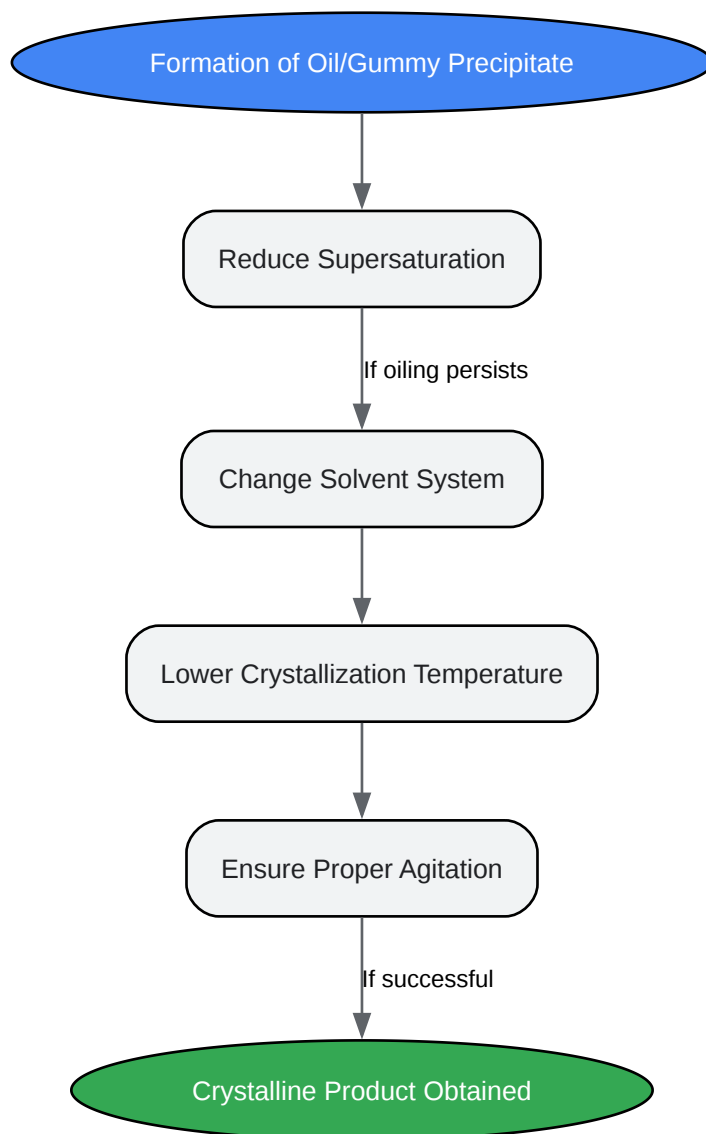 Formation of Oil/Gummy Precipitate
Reduce Supersaturation
If oiling persists
Change Solvent System
Lower Crystallization Temperature
Ensure Proper Agitation
If successful
Crystalline Product Obtained